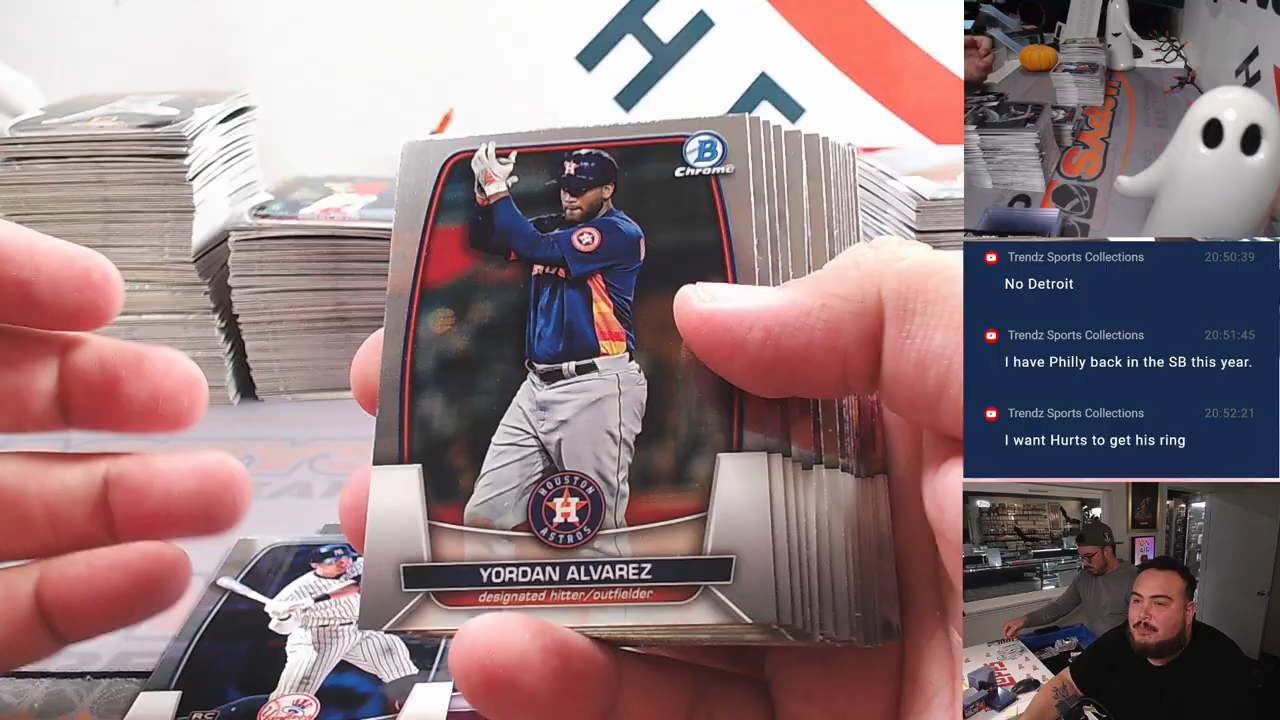 H
B
Chrome
HOUSTON
H
ASTROS
YORDAN ALVAREZ
designated hitter/outfielder
RC
Trendz Sports Collections 20:50:39
No Detroit
Trendz Sports Collections 20:51:45
I have Philly back in the SB this year.
Trendz Sports Collections 20:52:21
I want Hurts to get his ring